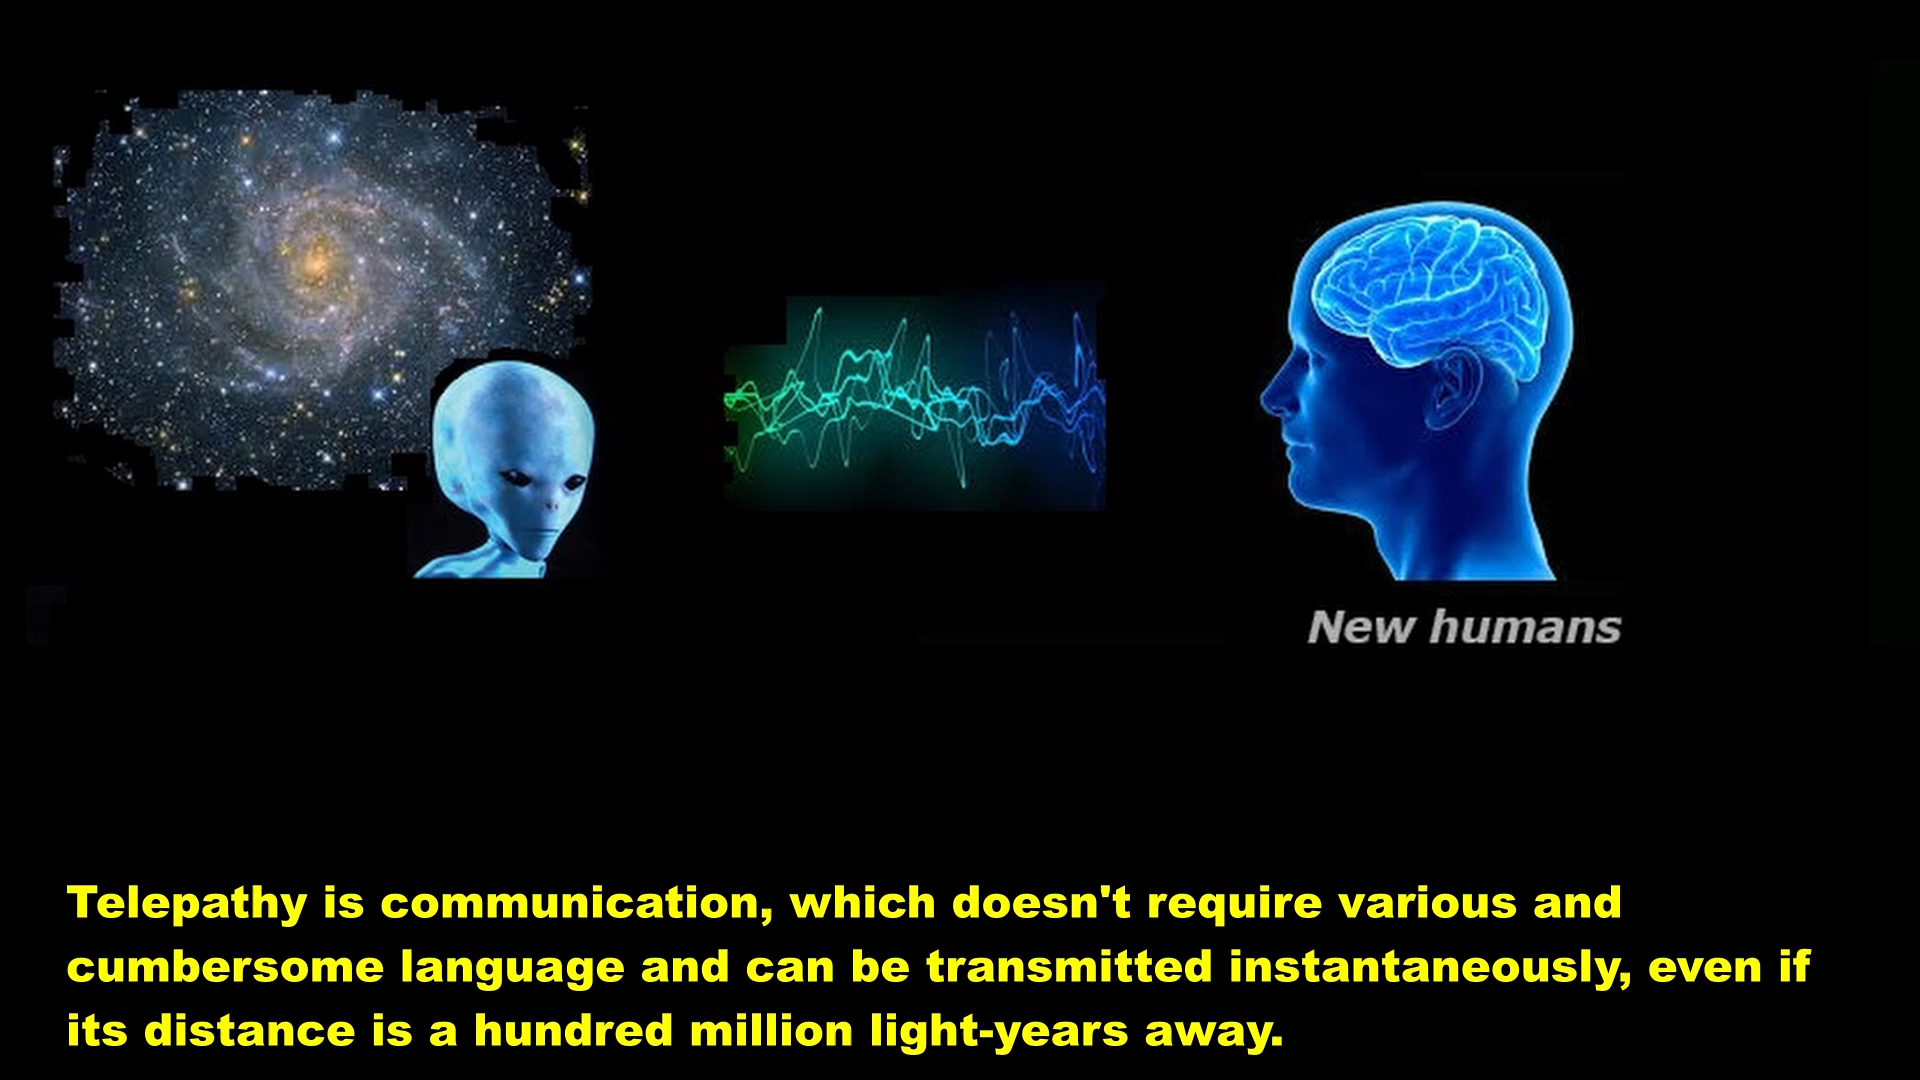 New humans
Telepathy is communication, which doesn't require various and
cumbersome language and can be transmitted instantaneously, even if
its distance is a hundred million light-years away.